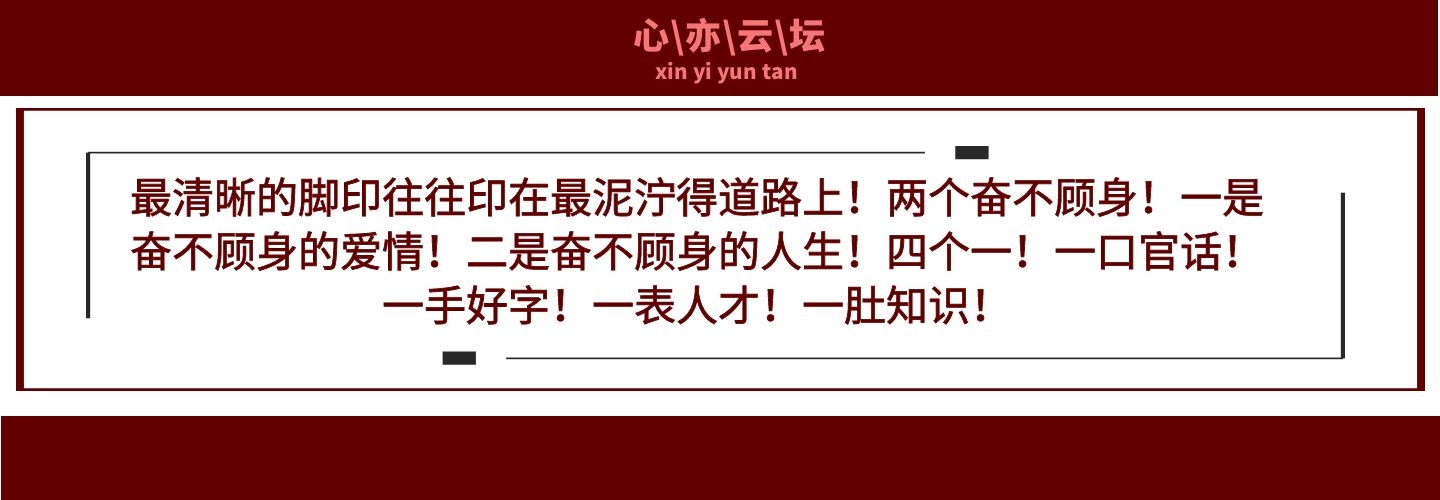 心\亦\云\坛
xin yi yun tan
最清晰的脚印往往印在最泥泞得道路上！两个奋不顾身！一是
奋不顾身的爱情！二是奋不顾身的人生！四个一！一口官话！
一手好字！一表人才！一肚知识！